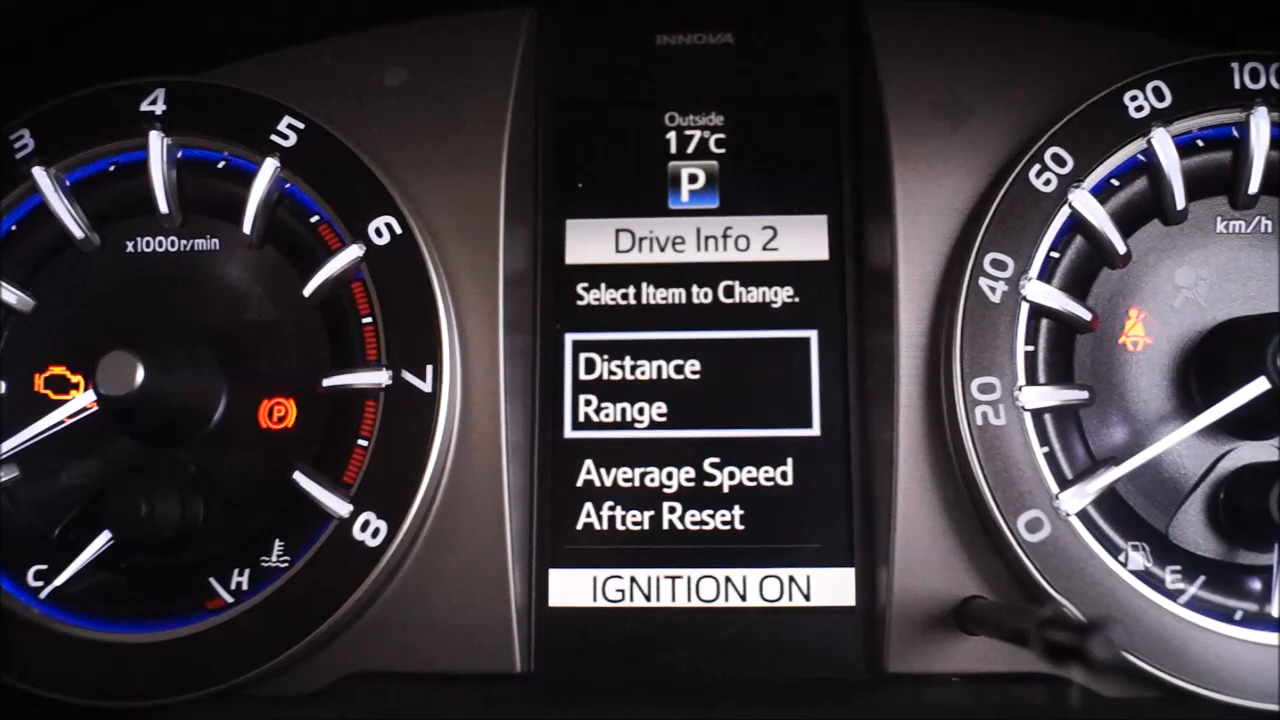 INNOVA
Outside
17°C
P
Drive Info 2
Select Item to Change.
Distance
Range
Average Speed
After Reset
IGNITION ON
3
4
5
6
7
8
x1000r/min
P
C
H
0
20
40
60
80
100
km/h
E